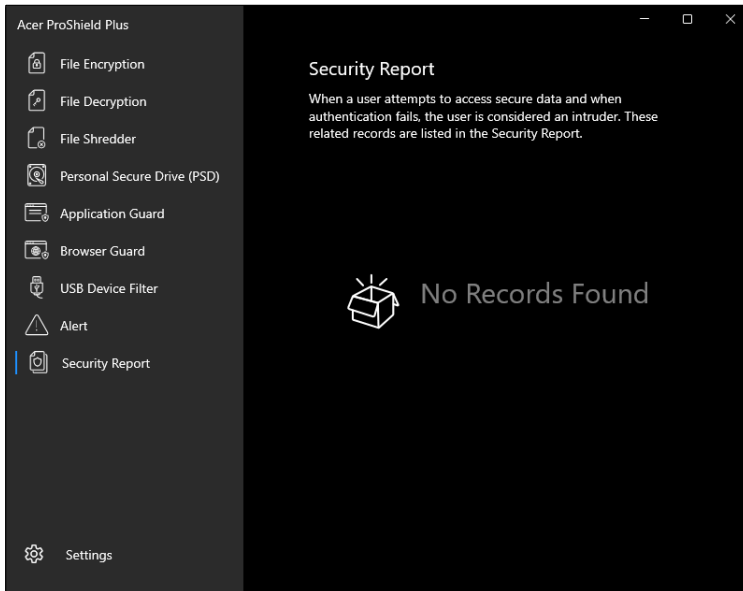 Acer ProShield Plus
File Encryption
File Decryption
File Shredder
Personal Secure Drive (PSD)
Application Guard
Browser Guard
USB Device Filter
Alert
Security Report
Settings
Security Report
When a user attempts to access secure data and when
authentication fails, the user is considered an intruder. These
related records are listed in the Security Report.
No Records Found